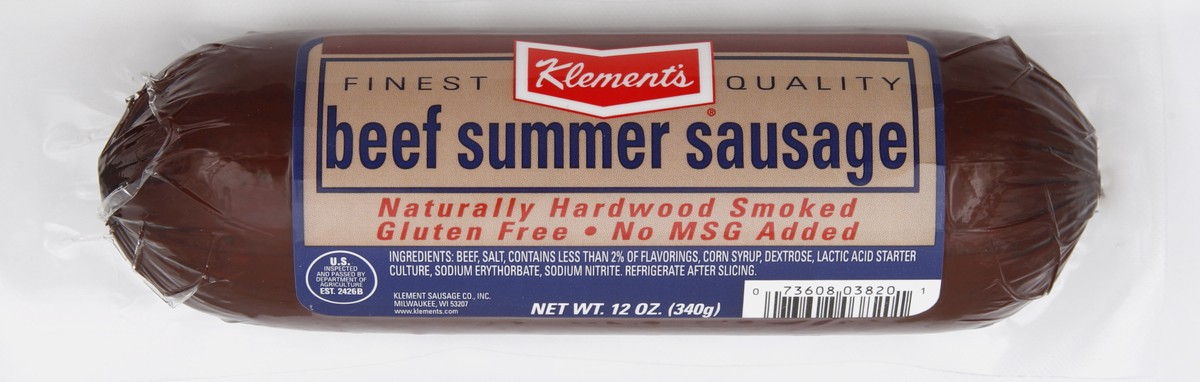 Klement's
FINEST QUALITY
®
beef summer sausage
Naturally Hardwood Smoked
Gluten Free • No MSG Added
U.S.
INSPECTED
AND PASSED BY
DEPARTMENT OF
AGRICULTURE
EST. 2426B
INGREDIENTS: BEEF, SALT, CONTAINS LESS THAN 2% OF FLAVORINGS, CORN SYRUP, DEXTROSE, LACTIC ACID STARTER
CULTURE, SODIUM ERYTHORBATE, SODIUM NITRITE. REFRIGERATE AFTER SLICING.
KLEMENT SAUSAGE CO., INC.
MILWAUKEE, WI 53207
www.klements.com
NET WT. 12 OZ. (340g)
0 73608 03820 1